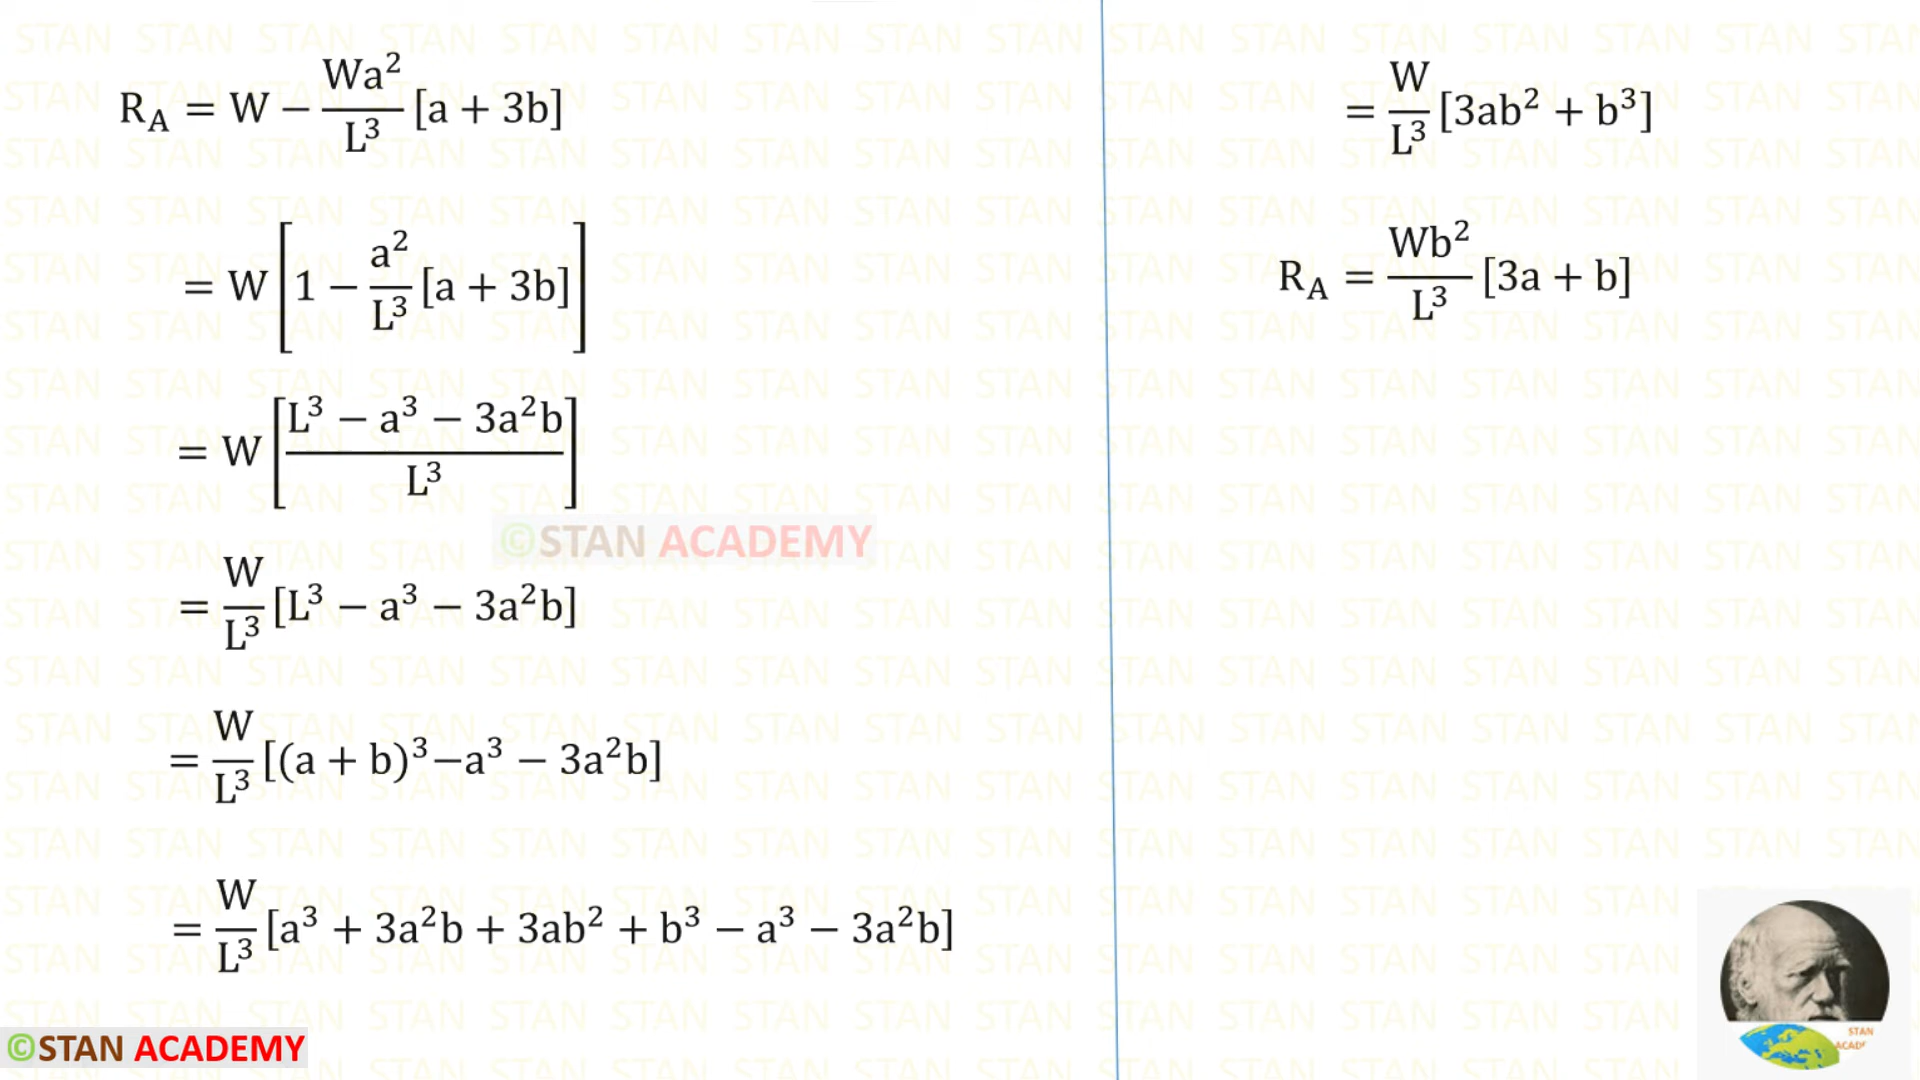 R_A = W − Wa²/L³ [a + 3b]
= W [1 − a²/L³ [a + 3b]]
= W [(L³ − a³ − 3a²b)/L³]
= W/L³ [L³ − a³ − 3a²b]
= W/L³ [(a + b)³−a³ − 3a²b]
= W/L³ [a³ + 3a²b + 3ab² + b³ − a³ − 3a²b]
= W/L³ [3ab² + b³]
R_A = Wb²/L³ [3a + b]
©STAN ACADEMY
©STAN ACADEMY
STAN